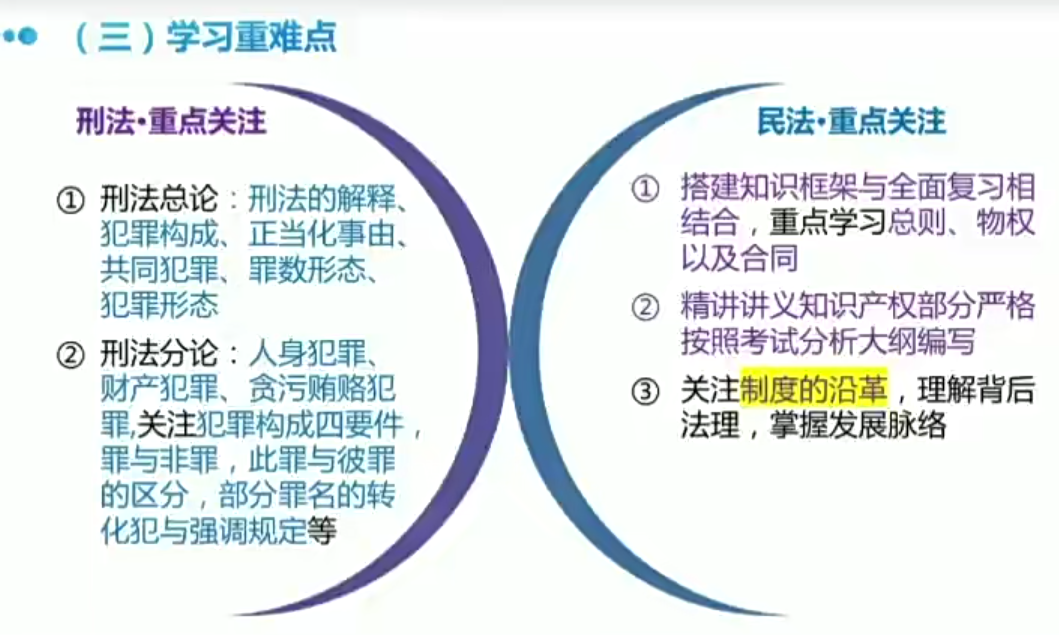 （三）学习重难点
刑法·重点关注
① 刑法总论：刑法的解释、
犯罪构成、正当化事由、
共同犯罪、罪数形态、
犯罪形态
② 刑法分论：人身犯罪、
财产犯罪、贪污贿赂犯
罪,关注犯罪构成四要件，
罪与非罪，此罪与彼罪
的区分，部分罪名的转
化犯与强调规定等
民法·重点关注
① 搭建知识框架与全面复习相
结合，重点学习总则、物权
以及合同
② 精讲讲义知识产权部分严格
按照考试分析大纲编写
③ 关注制度的沿革，理解背后
法理，掌握发展脉络